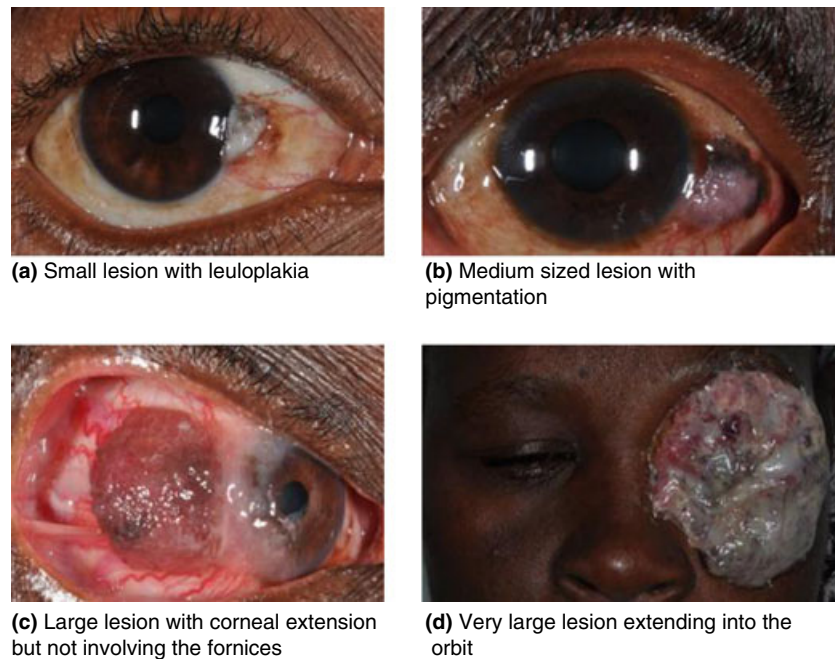 (a) Small lesion with leuloplakia
(b) Medium sized lesion with
pigmentation
(c) Large lesion with corneal extension
but not involving the fornices
(d) Very large lesion extending into the
orbit